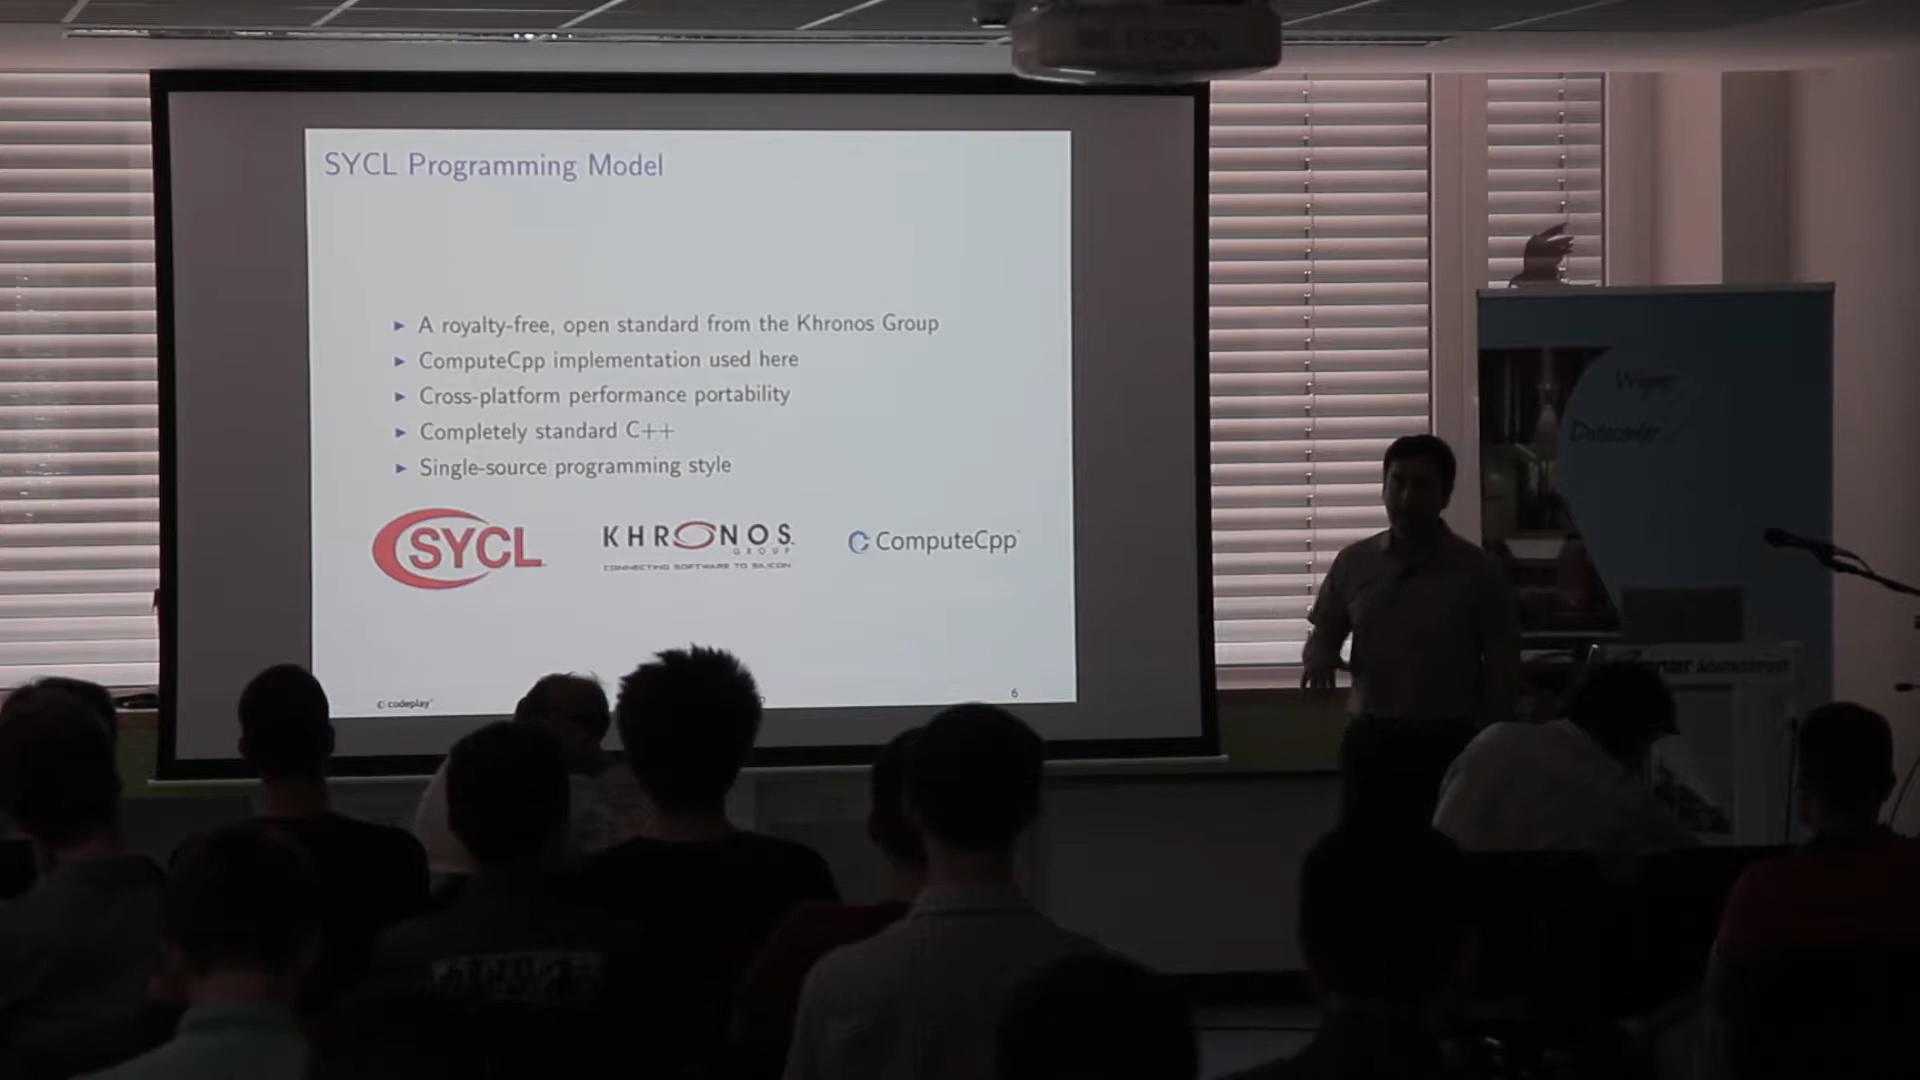 EPSON
SYCL Programming Model
► A royalty-free, open standard from the Khronos Group
► ComputeCpp implementation used here
► Cross-platform performance portability
► Completely standard C++
► Single-source programming style
SYCL
KHRONOS
GROUP
CONNECTING SOFTWARE TO SILICON
ComputeCpp
© codeplay
6